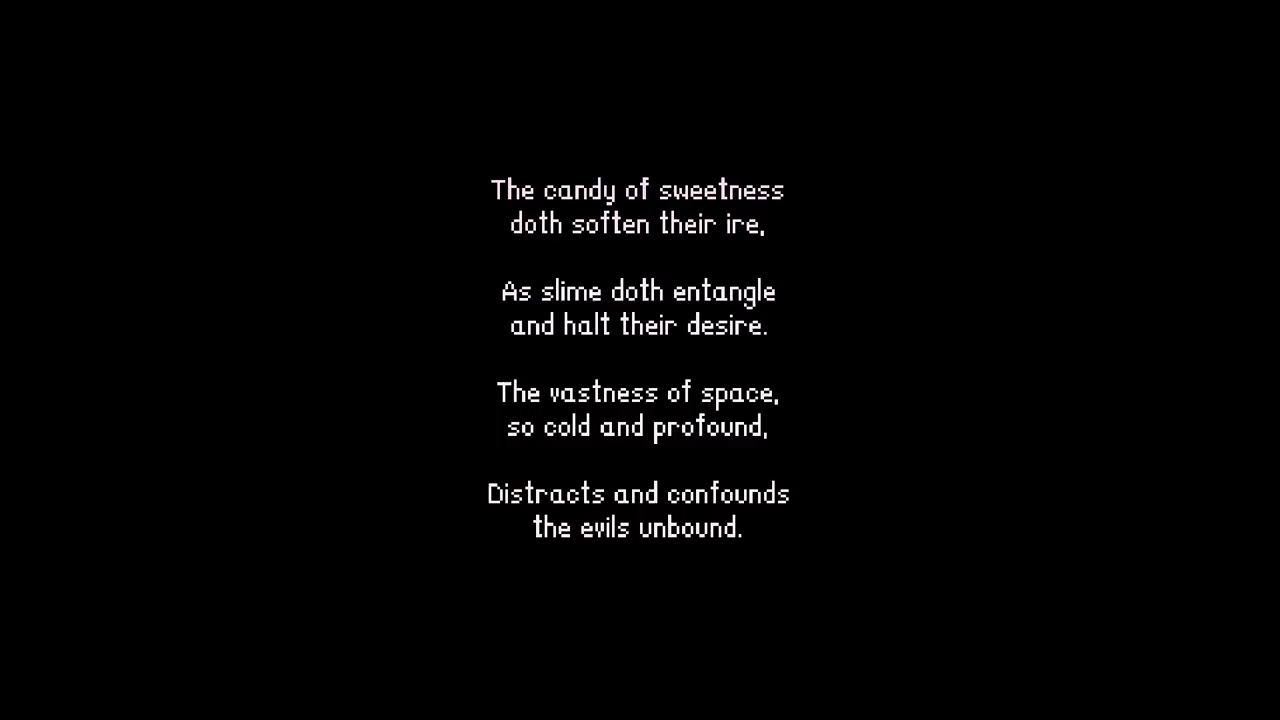 The candy of sweetness
doth soften their ire,
As slime doth entangle
and halt their desire.
The vastness of space,
so cold and profound,
Distracts and confounds
the evils unbound.